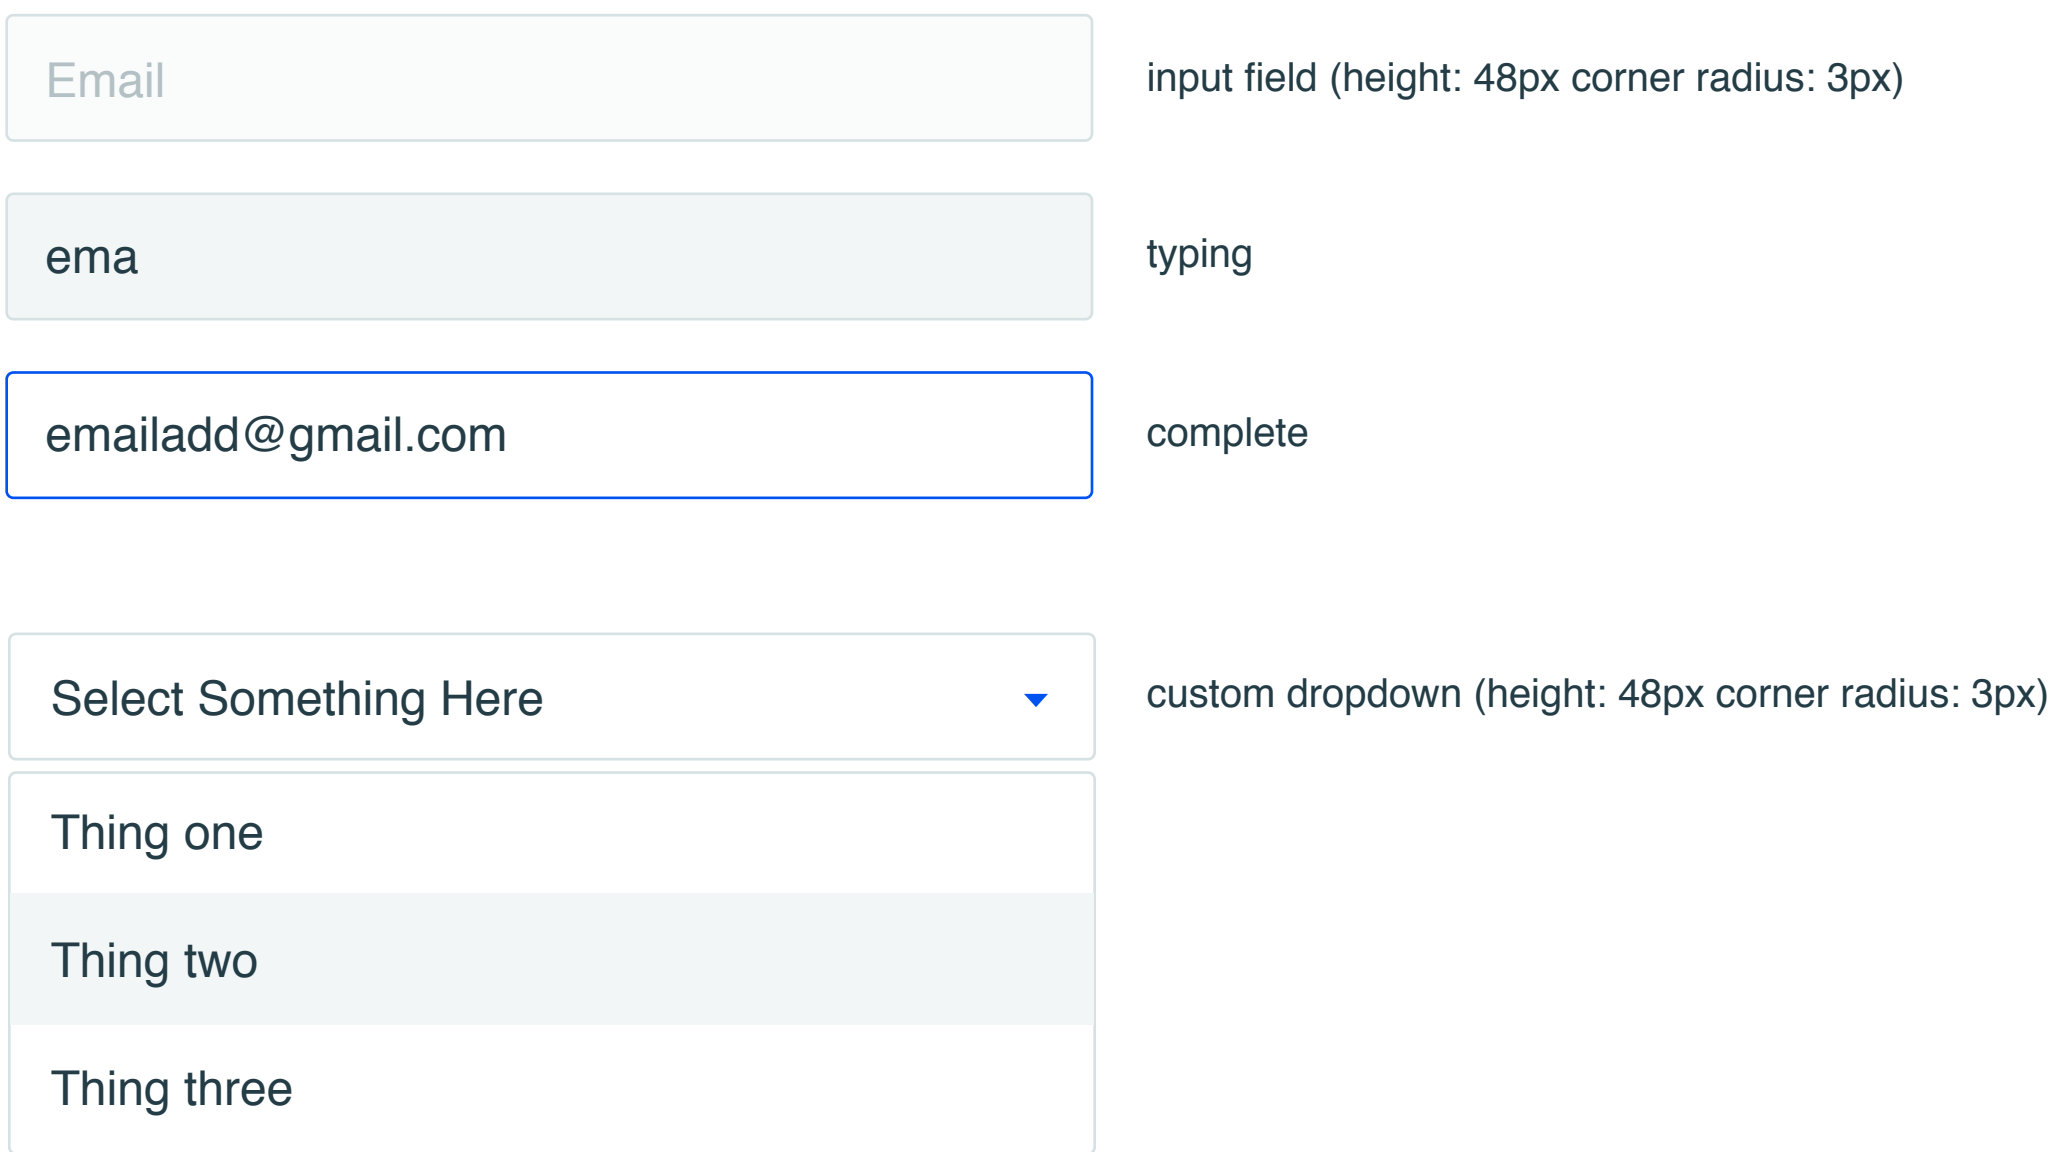 Email
input field (height: 48px corner radius: 3px)
ema
typing
emailadd@gmail.com
complete
Select Something Here
custom dropdown (height: 48px corner radius: 3px)
Thing one
Thing two
Thing three